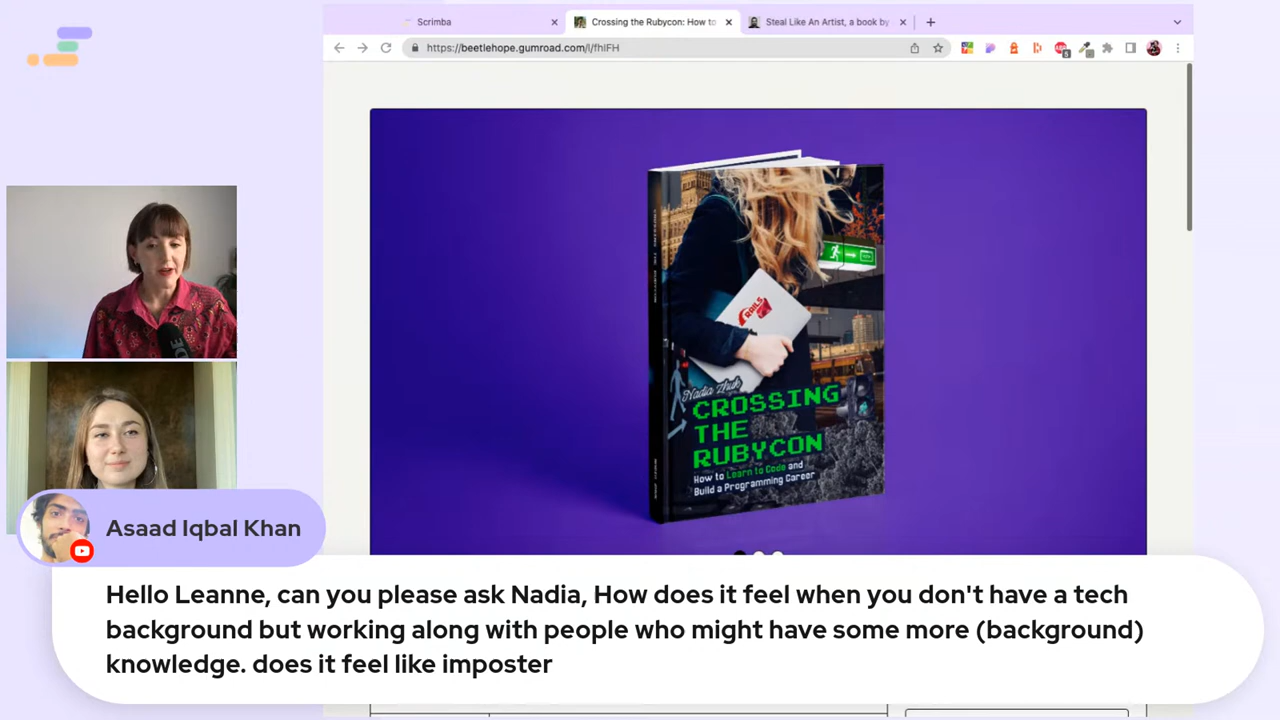 Scrimba
Crossing the Rubycon: How to
Steal Like An Artist, a book by
https://beetlehope.gumroad.com/l/fhlFH
RAILS
Nadia Zhuk
CROSSING
THE
RUBYCON
How to Learn to Code and
Build a Programming Career
Asaad Iqbal Khan
Hello Leanne, can you please ask Nadia, How does it feel when you don't have a tech
background but working along with people who might have some more (background)
knowledge. does it feel like imposter